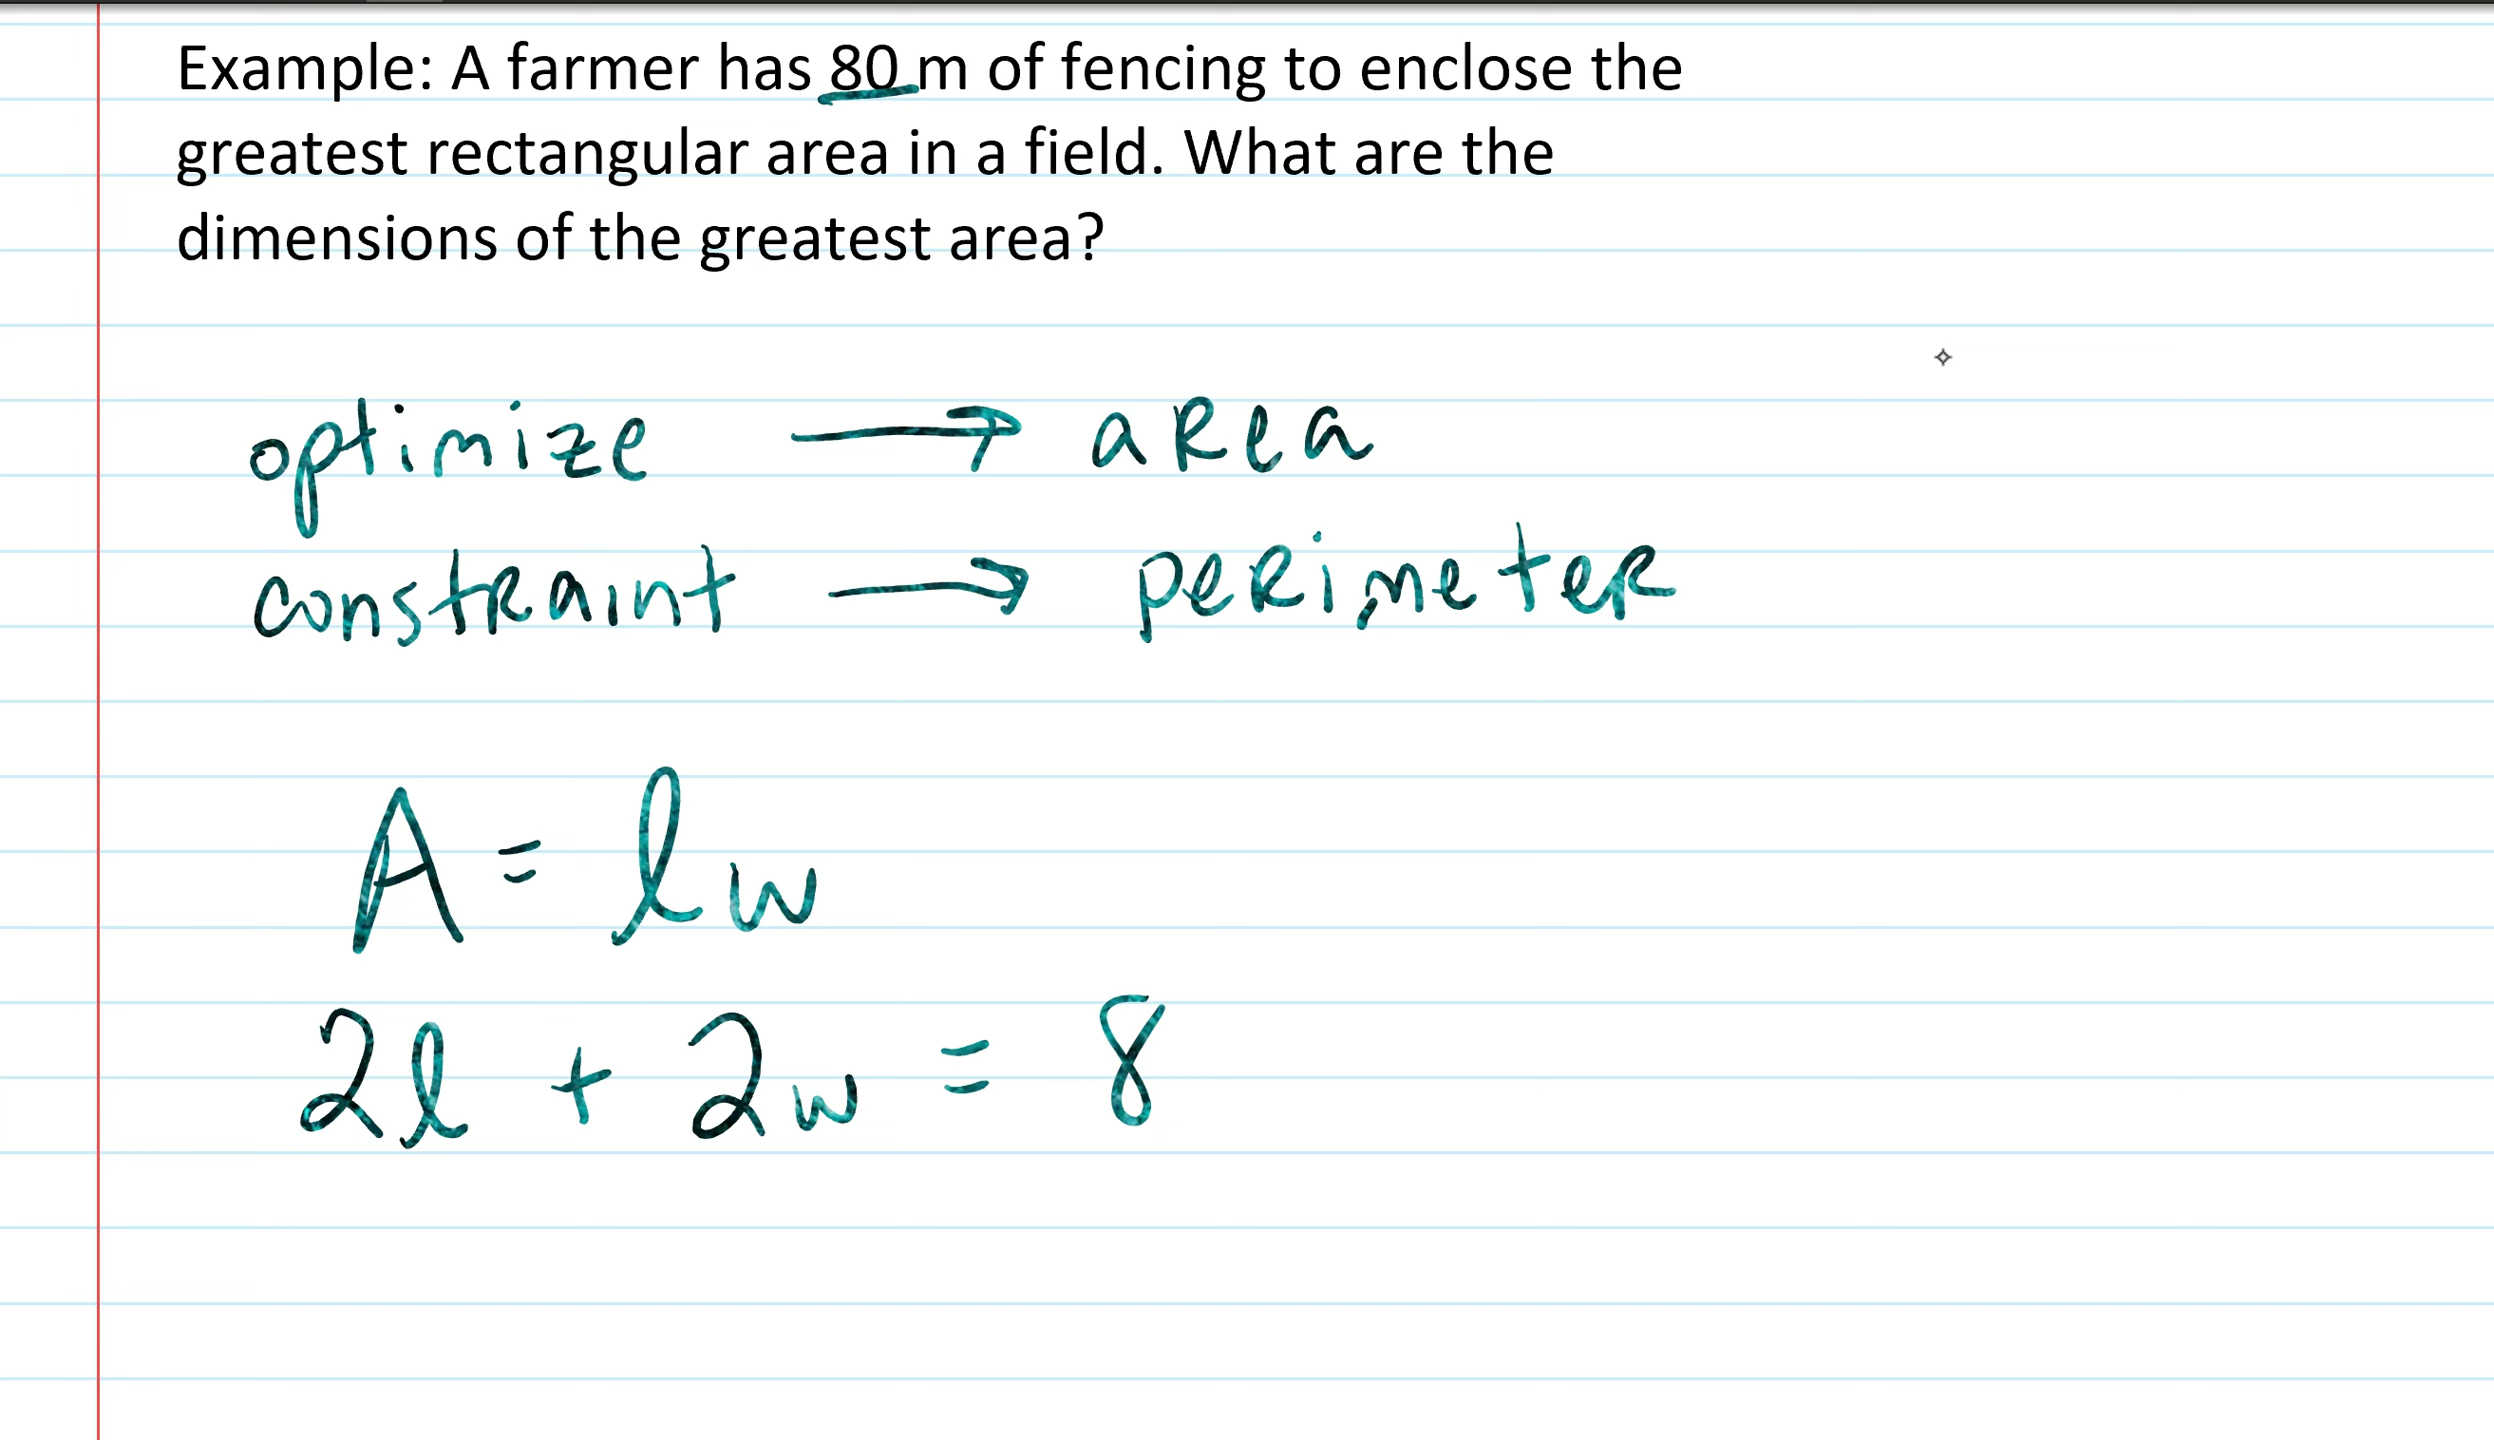 Example: A farmer has 80 m of fencing to enclose the
greatest rectangular area in a field. What are the
dimensions of the greatest area?
optimize → area
constraint → perimeter
A = lw
2l + 2w = 8